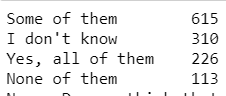 Some of them 615
I don't know 310
Yes, all of them 226
None of them 113